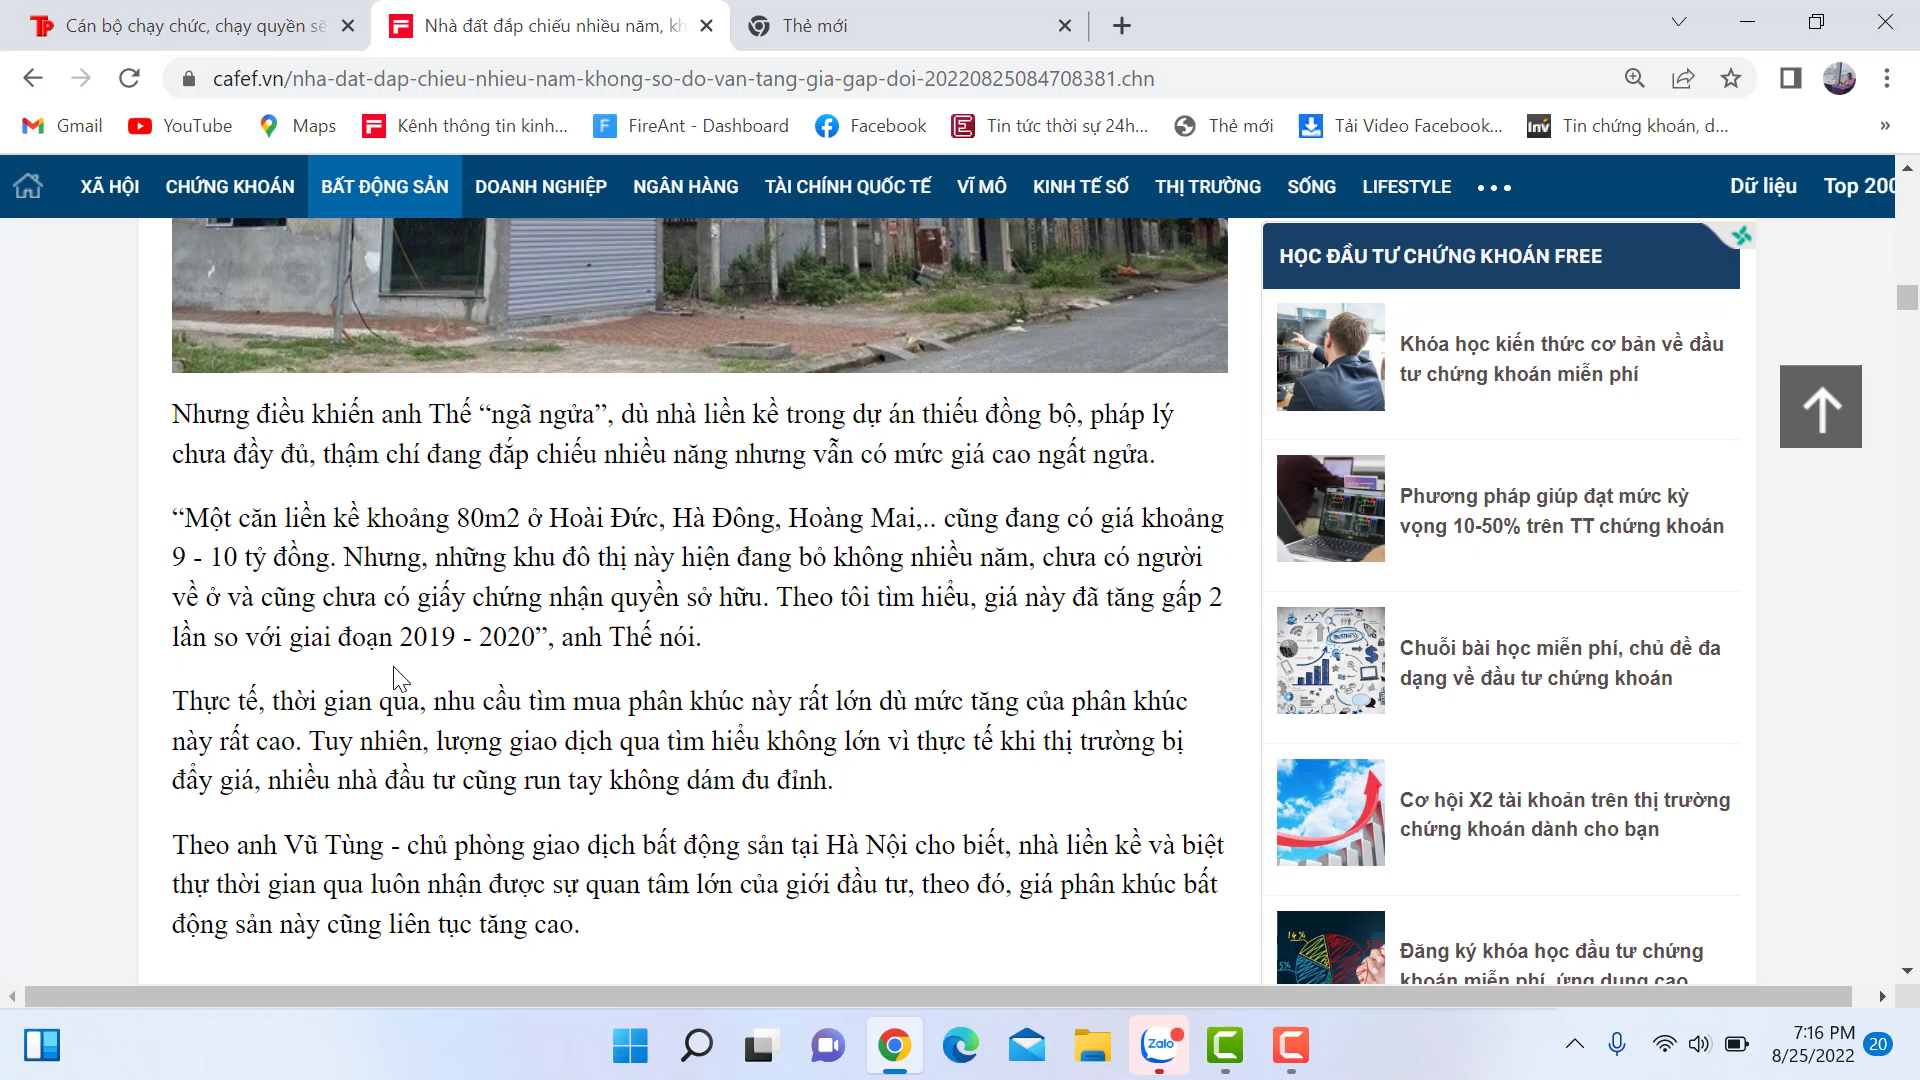 Cán bộ chạy chức, chạy quyền sẽ
Nhà đất đắp chiếu nhiều năm, kh
Thẻ mới
cafef.vn/nha-dat-dap-chieu-nhieu-nam-khong-so-do-van-tang-gia-gap-doi-20220825084708381.chn
Gmail
YouTube
Maps
Kênh thông tin kinh...
FireAnt - Dashboard
Facebook
Tin tức thời sự 24h...
Thẻ mới
Tải Video Facebook...
Tin chứng khoán, d...
XÃ HỘI
CHỨNG KHOÁN
BẤT ĐỘNG SẢN
DOANH NGHIỆP
NGÂN HÀNG
TÀI CHÍNH QUỐC TẾ
VĨ MÔ
KINH TẾ SỐ
THỊ TRƯỜNG
SỐNG
LIFESTYLE
Dữ liệu
Top 200
Nhưng điều khiến anh Thế “ngã ngửa”, dù nhà liền kề trong dự án thiếu đồng bộ, pháp lý
chưa đầy đủ, thậm chí đang đắp chiếu nhiều năng nhưng vẫn có mức giá cao ngất ngửa.
“Một căn liền kề khoảng 80m2 ở Hoài Đức, Hà Đông, Hoàng Mai,.. cũng đang có giá khoảng
9 - 10 tỷ đồng. Nhưng, những khu đô thị này hiện đang bỏ không nhiều năm, chưa có người
về ở và cũng chưa có giấy chứng nhận quyền sở hữu. Theo tôi tìm hiểu, giá này đã tăng gấp 2
lần so với giai đoạn 2019 - 2020”, anh Thế nói.
Thực tế, thời gian qua, nhu cầu tìm mua phân khúc này rất lớn dù mức tăng của phân khúc
này rất cao. Tuy nhiên, lượng giao dịch qua tìm hiểu không lớn vì thực tế khi thị trường bị
đẩy giá, nhiều nhà đầu tư cũng run tay không dám đu đỉnh.
Theo anh Vũ Tùng - chủ phòng giao dịch bất động sản tại Hà Nội cho biết, nhà liền kề và biệt
thự thời gian qua luôn nhận được sự quan tâm lớn của giới đầu tư, theo đó, giá phân khúc bất
động sản này cũng liên tục tăng cao.
HỌC ĐẦU TƯ CHỨNG KHOÁN FREE
Khóa học kiến thức cơ bản về đầu
tư chứng khoán miễn phí
Phương pháp giúp đạt mức kỳ
vọng 10-50% trên TT chứng khoán
Chuỗi bài học miễn phí, chủ đề đa
dạng về đầu tư chứng khoán
Cơ hội X2 tài khoản trên thị trường
chứng khoán dành cho bạn
14%
Đăng ký khóa học đầu tư chứng
khoán miễn phí, ứng dụng cao
Zalo
7:16 PM
8/25/2022
20